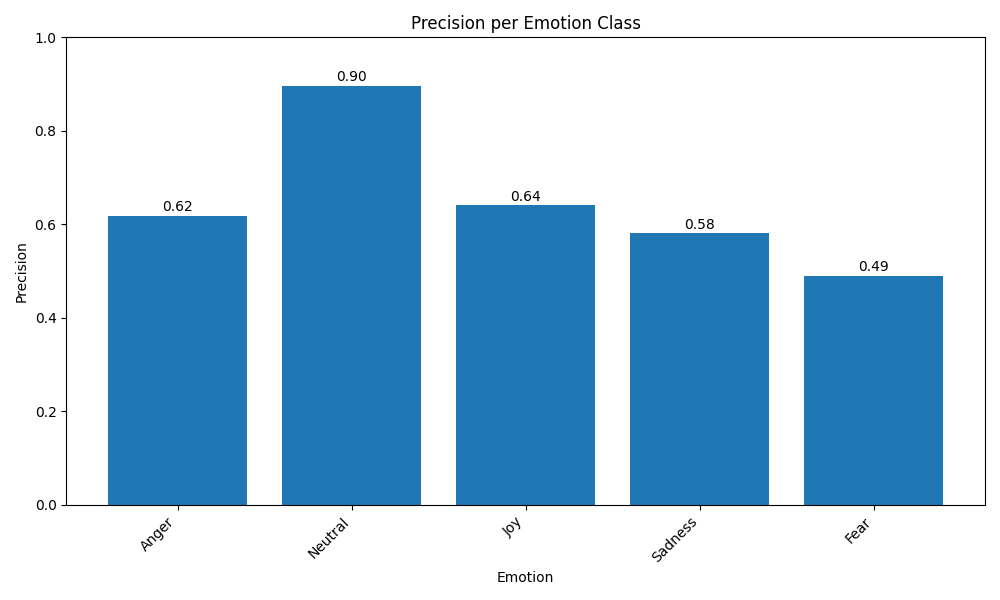 Precision per Emotion Class
1.0
0.8
0.6
0.4
0.2
0.0
Precision
0.62
0.90
0.64
0.58
0.49
Anger
Neutral
Joy
Sadness
Fear
Emotion